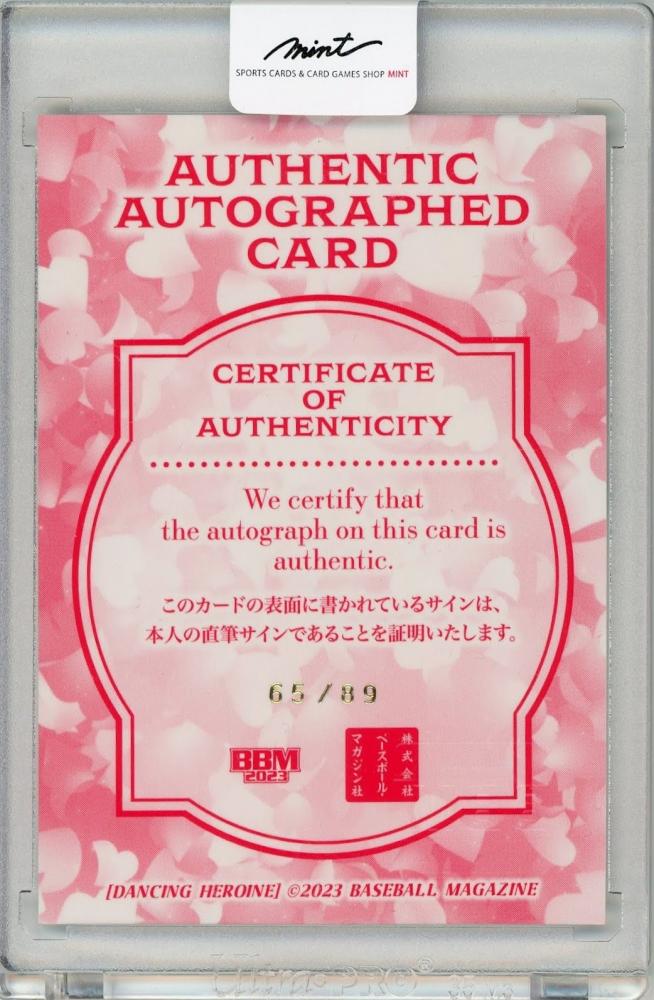 mint
SPORTS CARDS & CARD GAMES SHOP MINT
AUTHENTIC
AUTOGRAPHED
CARD
CERTIFICATE
OF
AUTHENTICITY
We certify that
the autograph on this card is
authentic.
このカードの表面に書かれているサインは、
本人の直筆サインであることを証明いたします。
65/89
BBM
2023
株式会社
ベースボール・
マガジン社
[DANCING HEROINE] ©2023 BASEBALL MAGAZINE
Ultra·PRO®